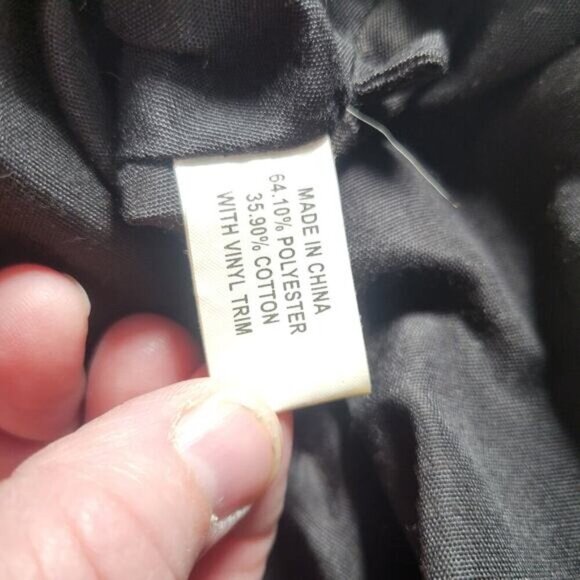 MADE IN CHINA
64.10% POLYESTER
35.90% COTTON
WITH VINYL TRIM